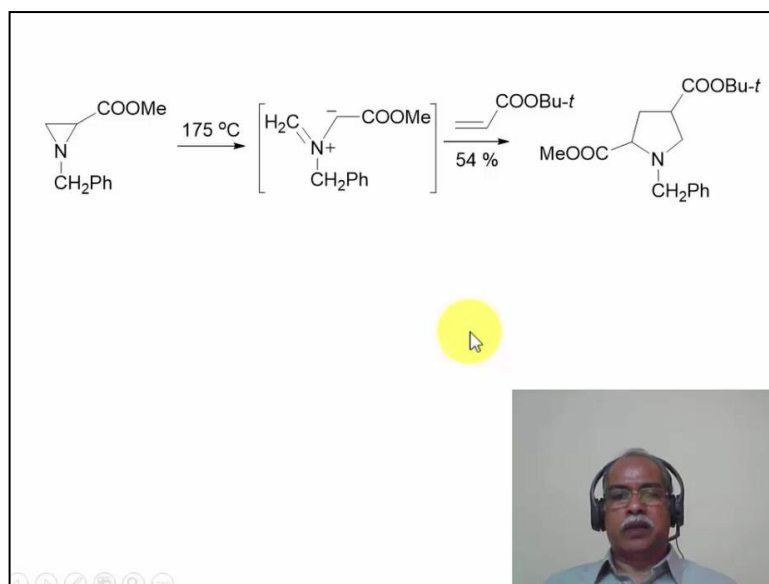 COOMe
N
CH2Ph
175 ºC
H2C
N+
−
COOMe
CH2Ph
COOBu-t
54 %
COOBu-t
MeOOC
N
CH2Ph